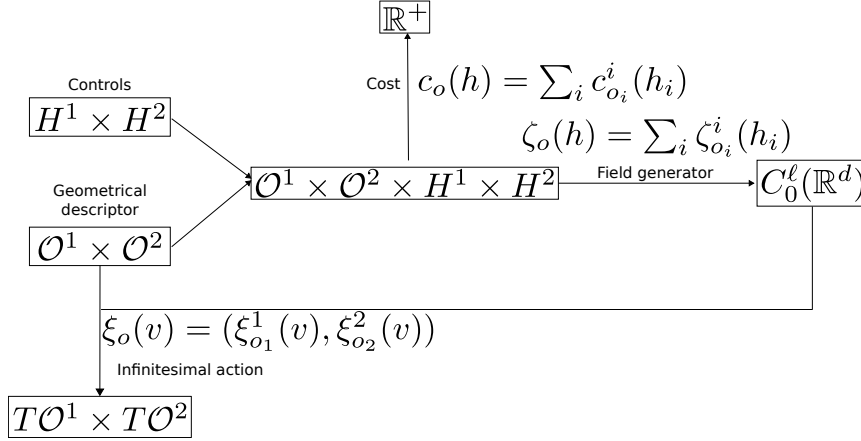 ℝ⁺
Cost
c_o(h) = ∑_i c^i_{o_i}(h_i)
Controls
H¹ × H²
ζ_o(h) = ∑_i ζ^i_{o_i}(h_i)
Geometrical
descriptor
𝒪¹ × 𝒪² × H¹ × H²
Field generator
C^ℓ_0(ℝ^d)
𝒪¹ × 𝒪²
ξ_o(v) = (ξ¹_{o_1}(v), ξ²_{o_2}(v))
Infinitesimal action
T𝒪¹ × T𝒪²